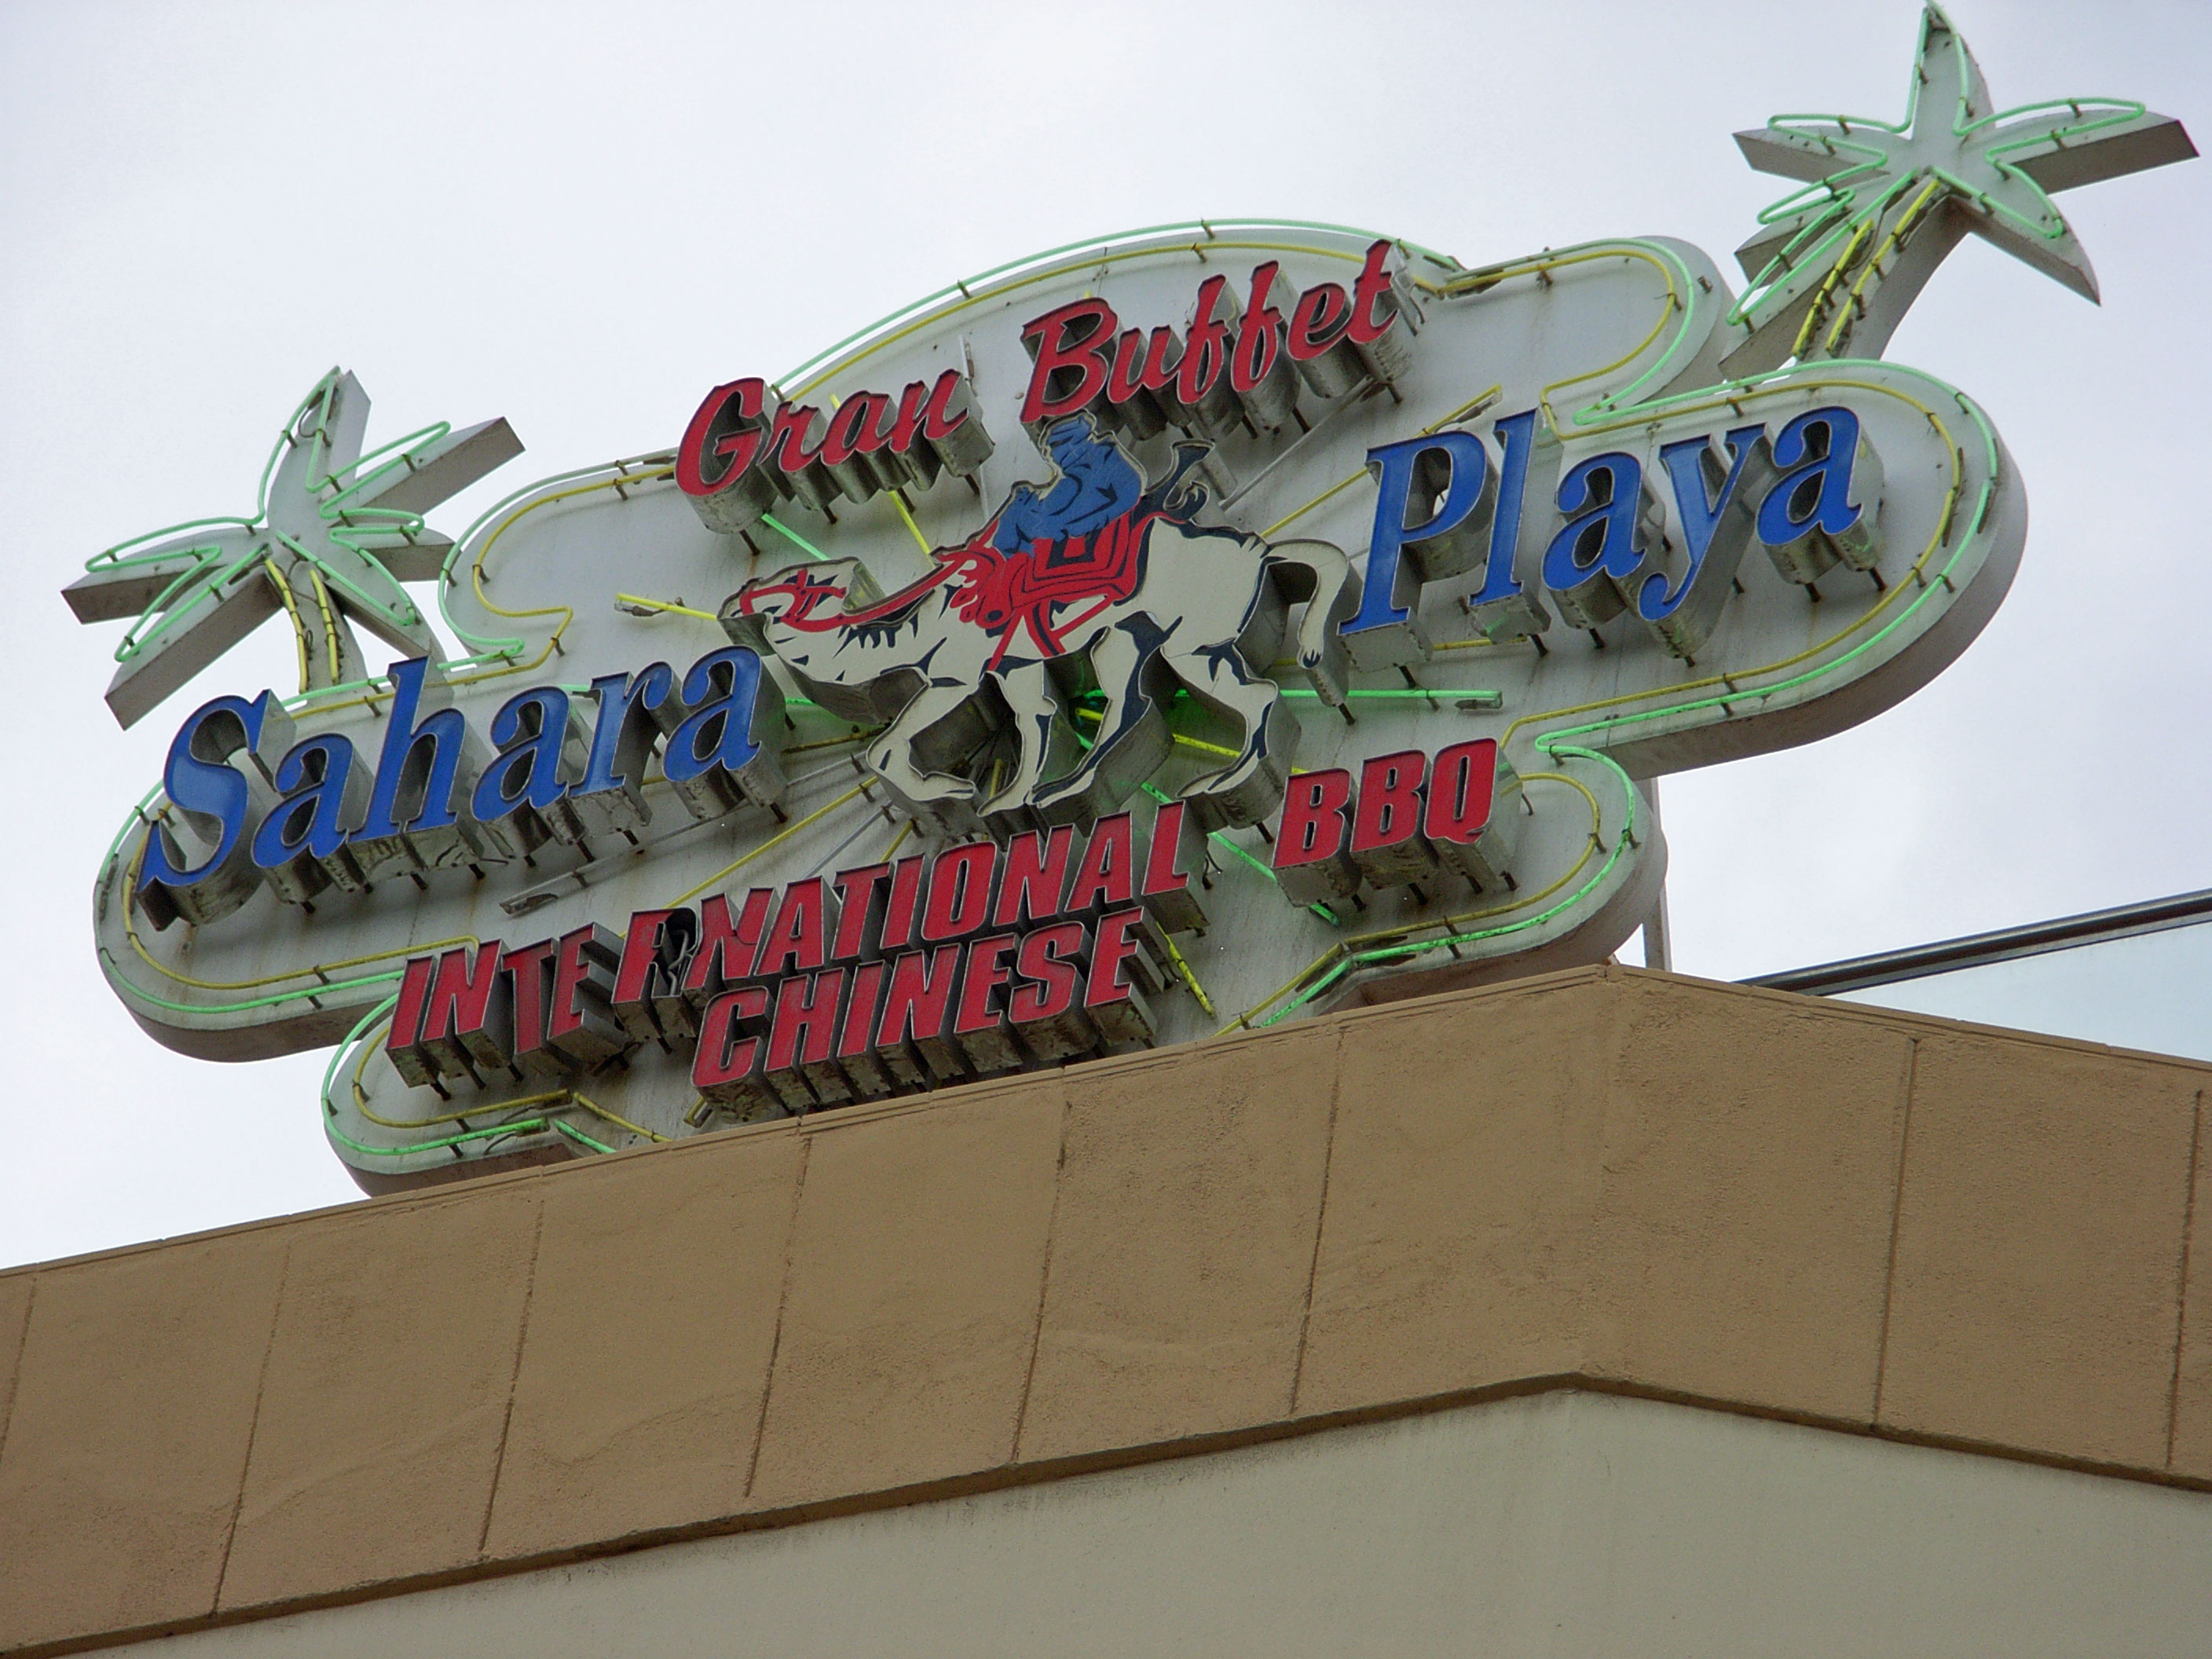 Gran Buffet
Sahara Playa
INTERNATIONAL BBQ
CHINESE